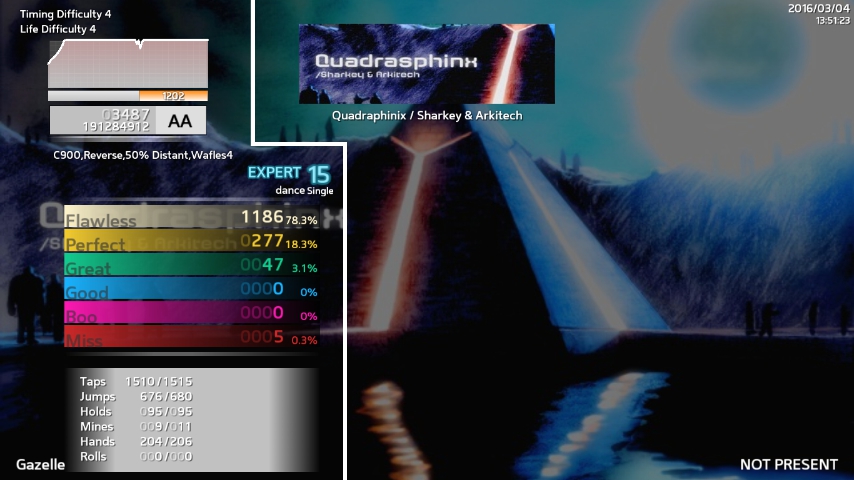 Timing Difficulty 4
Life Difficulty 4
2016/03/04
13:51:23
1202
03487
191284912
AA
Quadrasphinx
/Sharkey & Arkitech
Quadraphinix / Sharkey & Arkitech
C900,Reverse,50% Distant,Wafles4
EXPERT 15
dance Single
Quadrasphinx
/Sharkey & Arkitech
Flawless 1186 78.3%
Perfect 0277 18.3%
Great 0047 3.1%
Good 0000 0%
Boo 0000 0%
Miss 0005 0.3%
Taps 1510/1515
Jumps 676/680
Holds 095/095
Mines 009/011
Hands 204/206
Rolls 000/000
Gazelle
NOT PRESENT